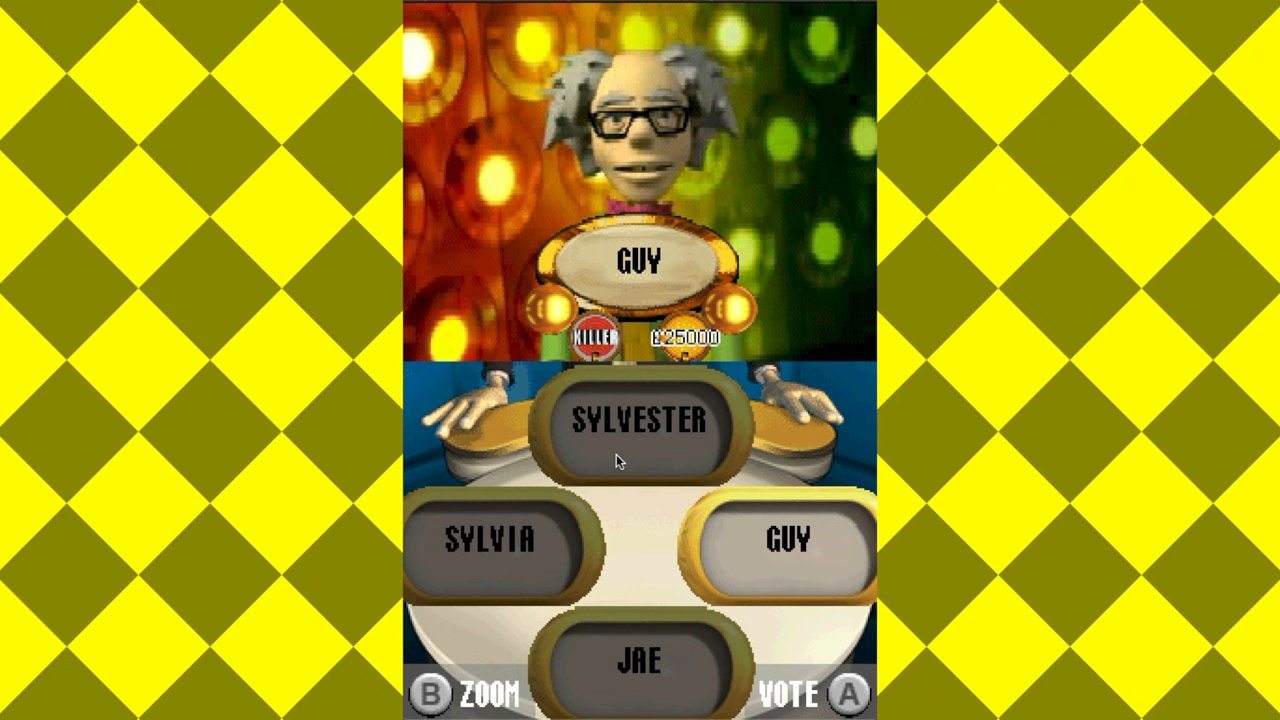 GUY
KILLER £25000
SYLVESTER
SYLVIA GUY
JAE
B ZOOM VOTE A